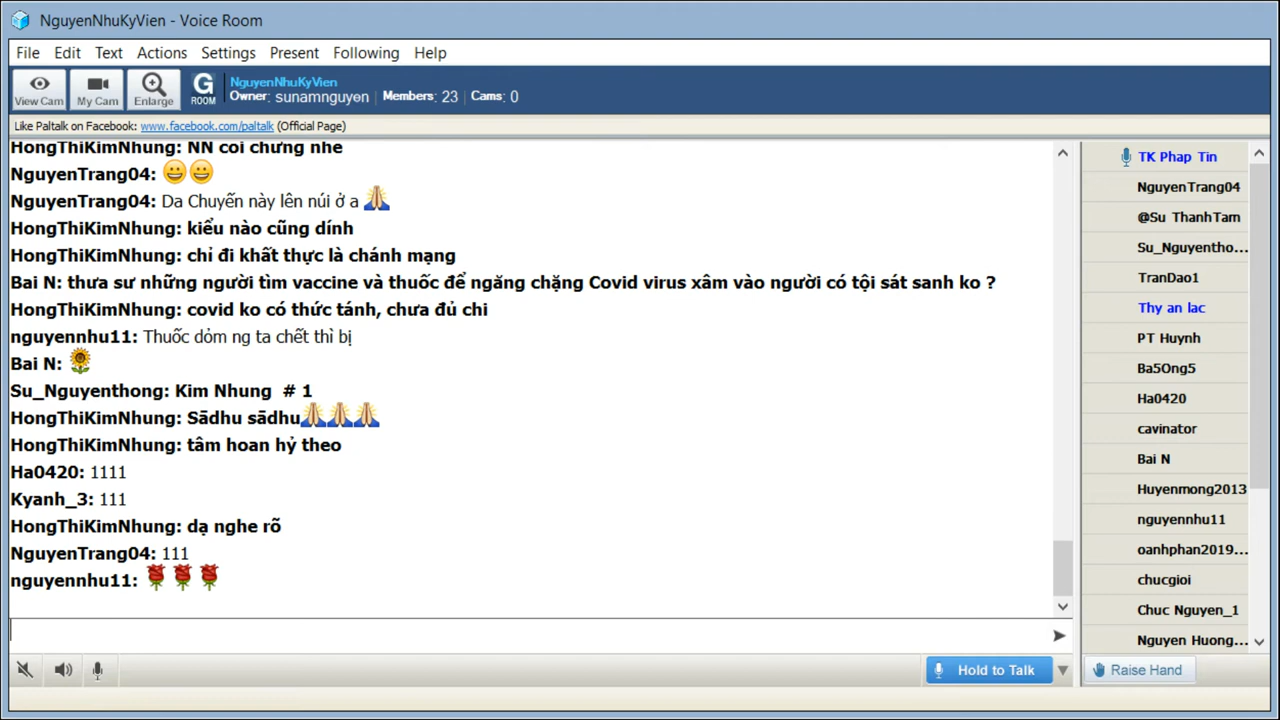 NguyenNhuKyVien - Voice Room
File Edit Text Actions Settings Present Following Help
View Cam
My Cam
Enlarge
G ROOM
NguyenNhuKyVien
Owner: sunamnguyen | Members: 23 | Cams: 0
Like Paltalk on Facebook: www.facebook.com/paltalk (Official Page)
HongThiKimNhung: NN coi chừng nhe
NguyenTrang04:
NguyenTrang04: Da Chuyến này lên núi ở a
HongThiKimNhung: kiểu nào cũng dính
HongThiKimNhung: chỉ đi khất thực là chánh mạng
Bai N: thưa sư những người tìm vaccine và thuốc để ngăng chặng Covid virus xâm vào người có tội sát sanh ko ?
HongThiKimNhung: covid ko có thức tánh, chưa đủ chi
nguyennhu11: Thuốc dỏm ng ta chết thì bị
Bai N:
Su_Nguyenthong: Kim Nhung # 1
HongThiKimNhung: Sādhu sādhu
HongThiKimNhung: tâm hoan hỷ theo
Ha0420: 1111
Kyanh_3: 111
HongThiKimNhung: dạ nghe rõ
NguyenTrang04: 111
nguyennhu11:
Hold to Talk
TK Phap Tin
NguyenTrang04
@Su ThanhTam
Su_Nguyentho...
TranDao1
Thy an lac
PT Huynh
Ba5Ong5
Ha0420
cavinator
Bai N
Huyenmong2013
nguyennhu11
oanhphan2019...
chucgioi
Chuc Nguyen_1
Nguyen Huong...
Raise Hand